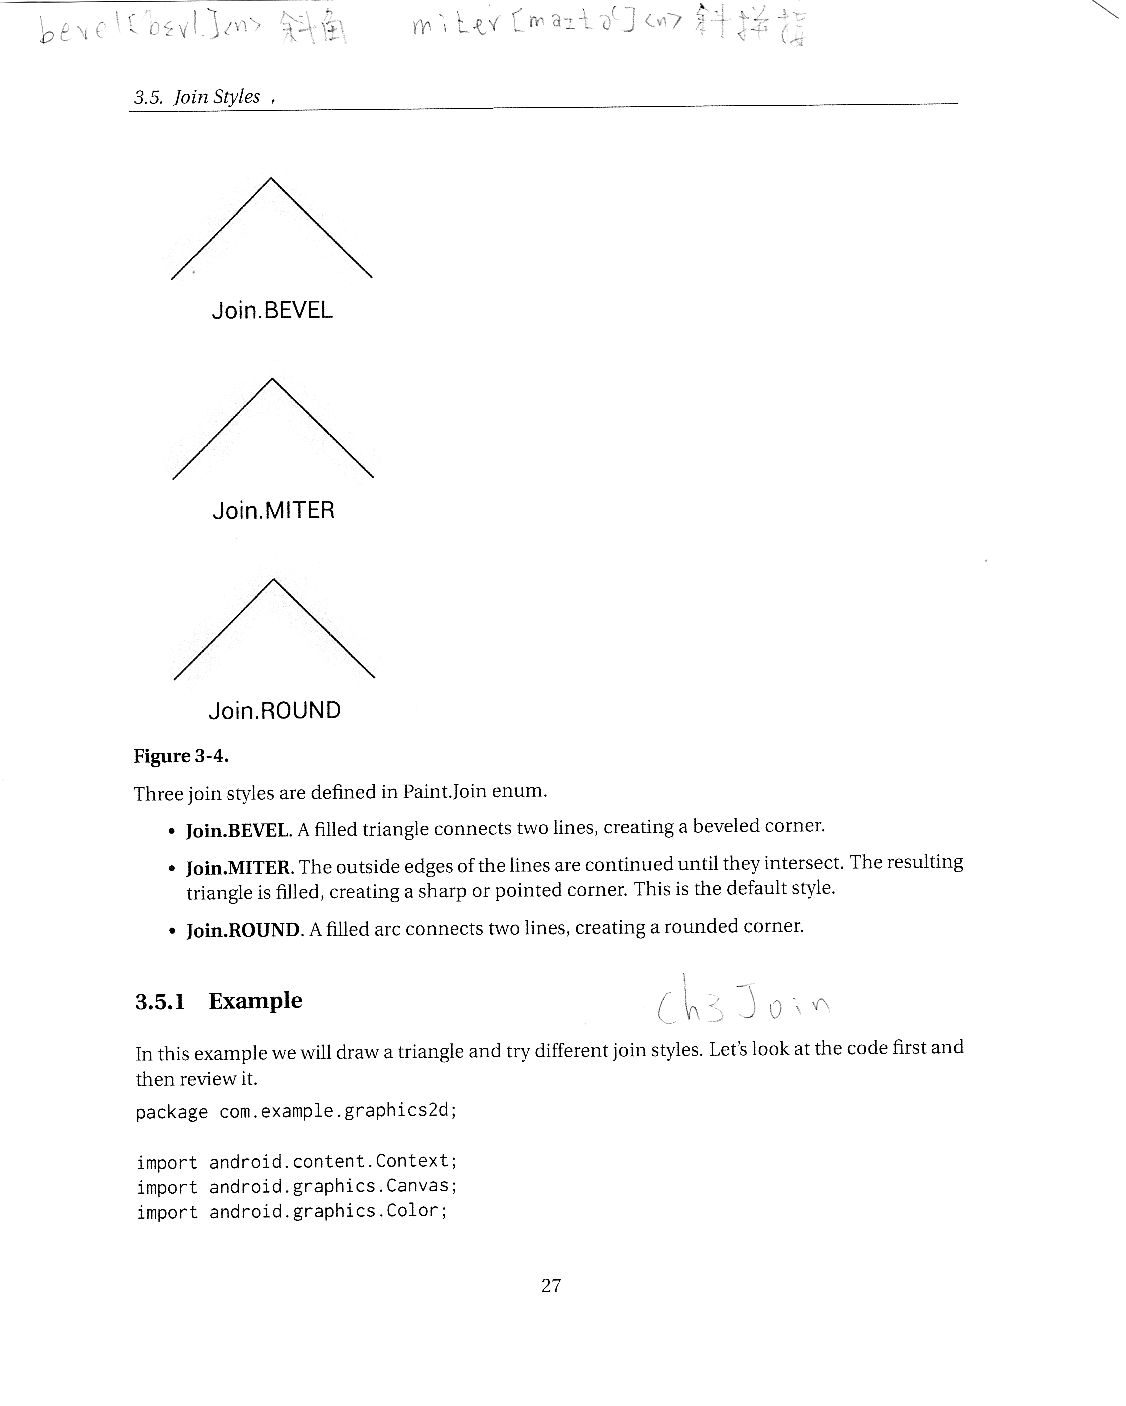 bevel [bɛvl] <n> 斜角 miter [maɪtɚ] <n> 斜接
3.5. Join Styles
Join.BEVEL
Join.MITER
Join.ROUND
Figure 3-4.
Three join styles are defined in Paint.Join enum.
• Join.BEVEL. A filled triangle connects two lines, creating a beveled corner.
• Join.MITER. The outside edges of the lines are continued until they intersect. The resulting
triangle is filled, creating a sharp or pointed corner. This is the default style.
• Join.ROUND. A filled arc connects two lines, creating a rounded corner.
3.5.1 Example
ch3Join
In this example we will draw a triangle and try different join styles. Let's look at the code first and
then review it.
package com.example.graphics2d;
import android.content.Context;
import android.graphics.Canvas;
import android.graphics.Color;
27